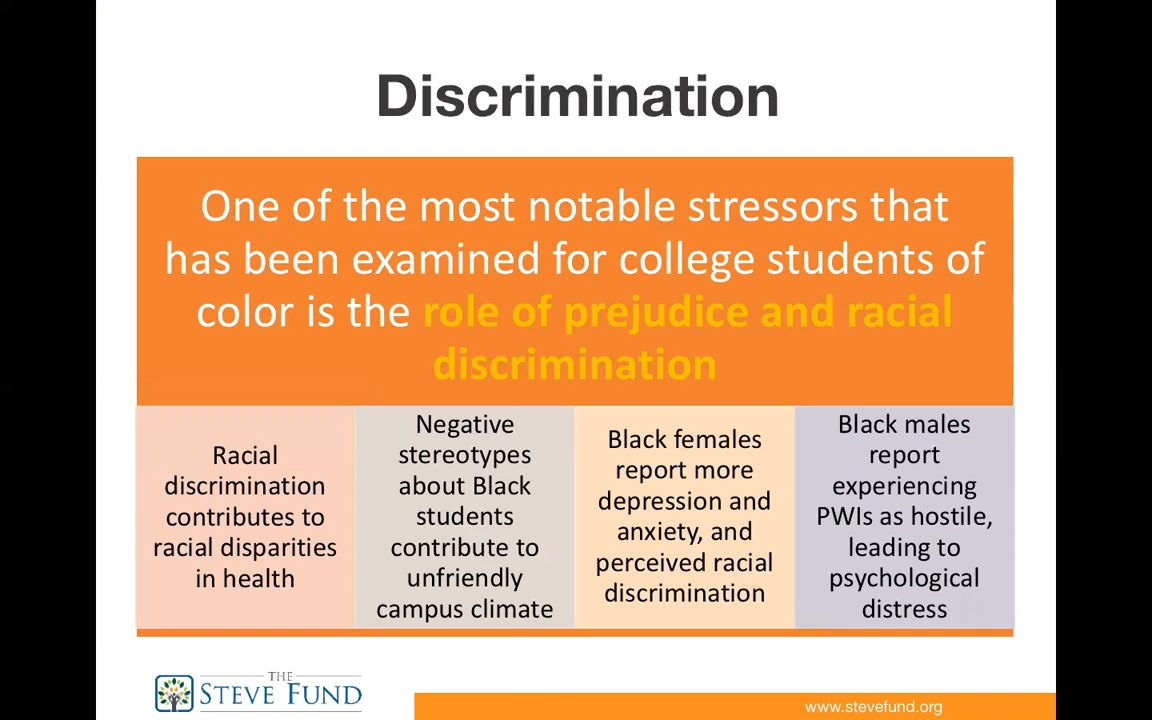 Discrimination
One of the most notable stressors that
has been examined for college students of
color is the role of prejudice and racial
discrimination
Racial
discrimination
contributes to
racial disparities
in health
Negative
stereotypes
about Black
students
contribute to
unfriendly
campus climate
Black females
report more
depression and
anxiety, and
perceived racial
discrimination
Black males
report
experiencing
PWIs as hostile,
leading to
psychological
distress
THE
STEVE FUND
www.stevefund.org